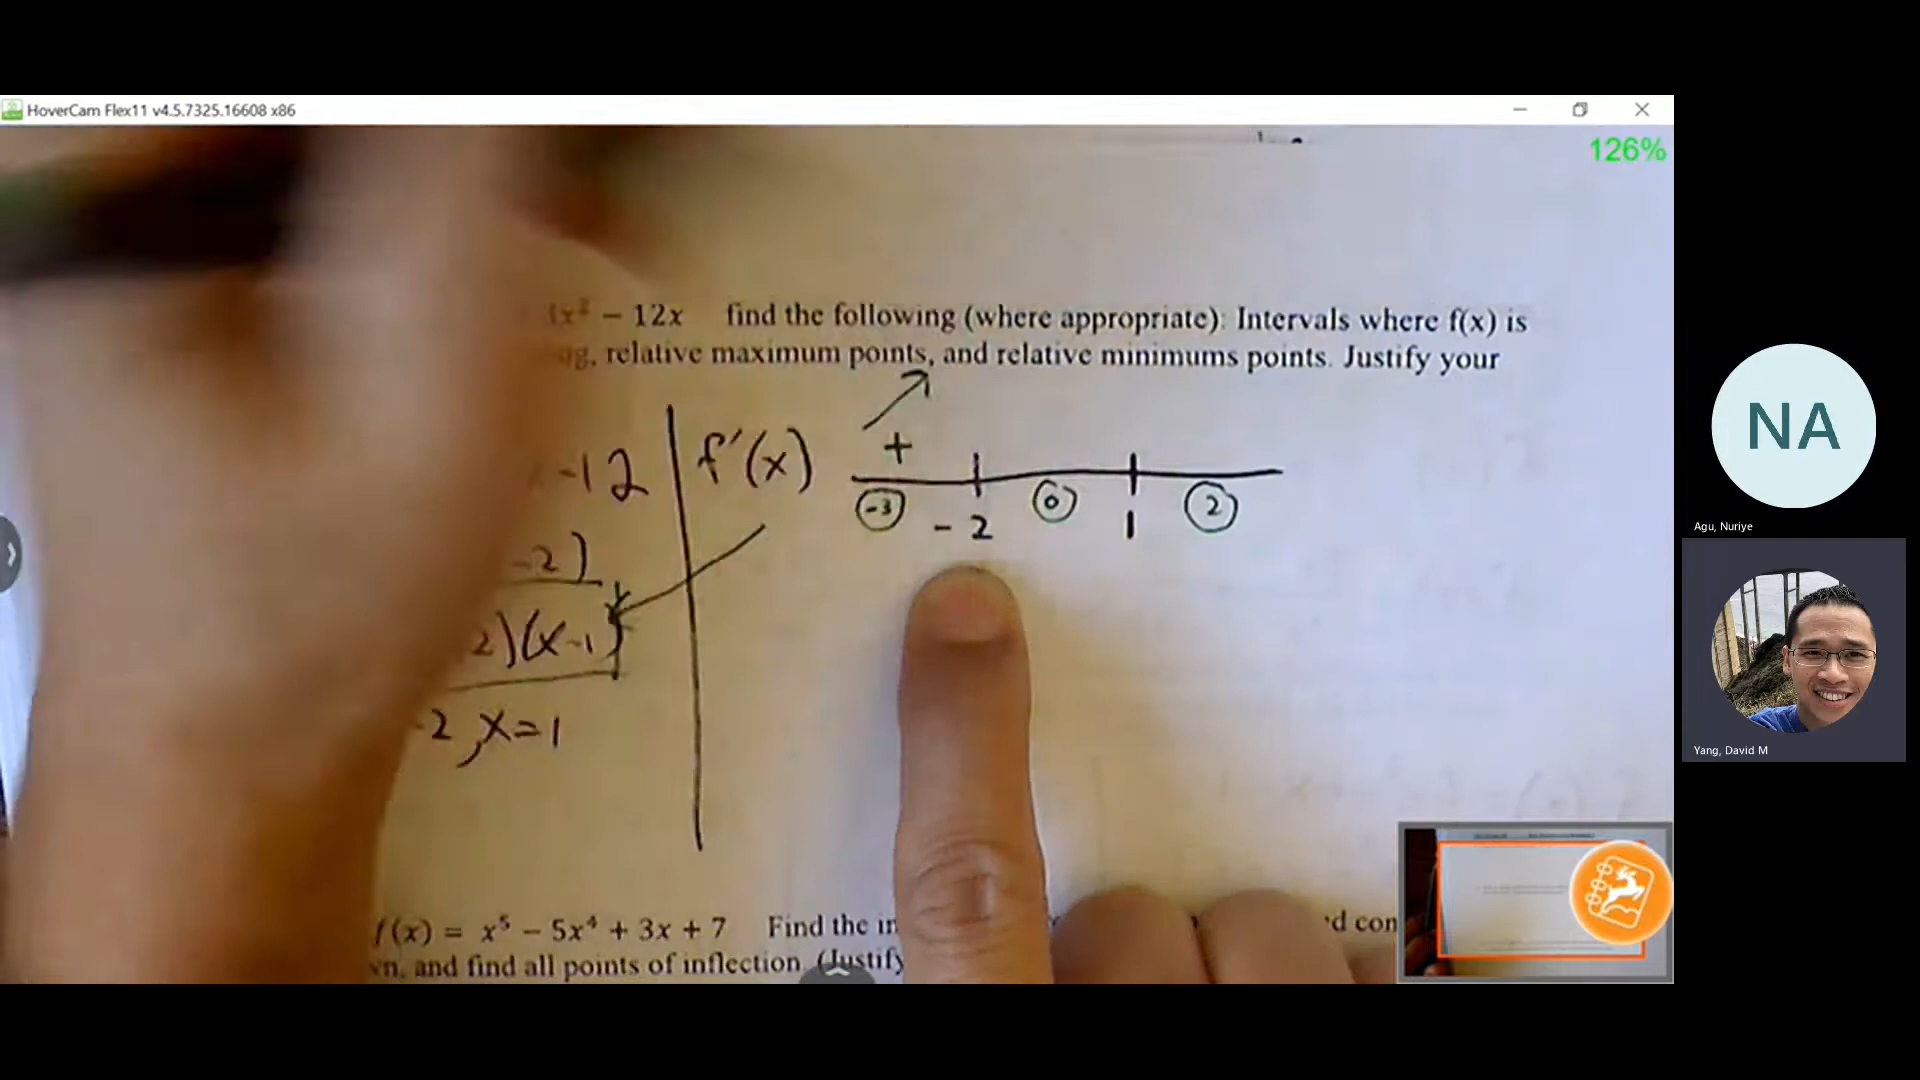 HoverCam Flex11 v4.5.7325.16608 x86
126%
x² − 12x find the following (where appropriate): Intervals where f(x) is
relative maximum points, and relative minimums points. Justify your
-12 f'(x) +
-3 -2 0 1 2
-2)
2)(x-1)
-2, x=1
f(x) = x⁵ − 5x⁴ + 3x + 7 Find the
and find all points of inflection (Justify
NA
Agu, Nuriye
Yang, David M